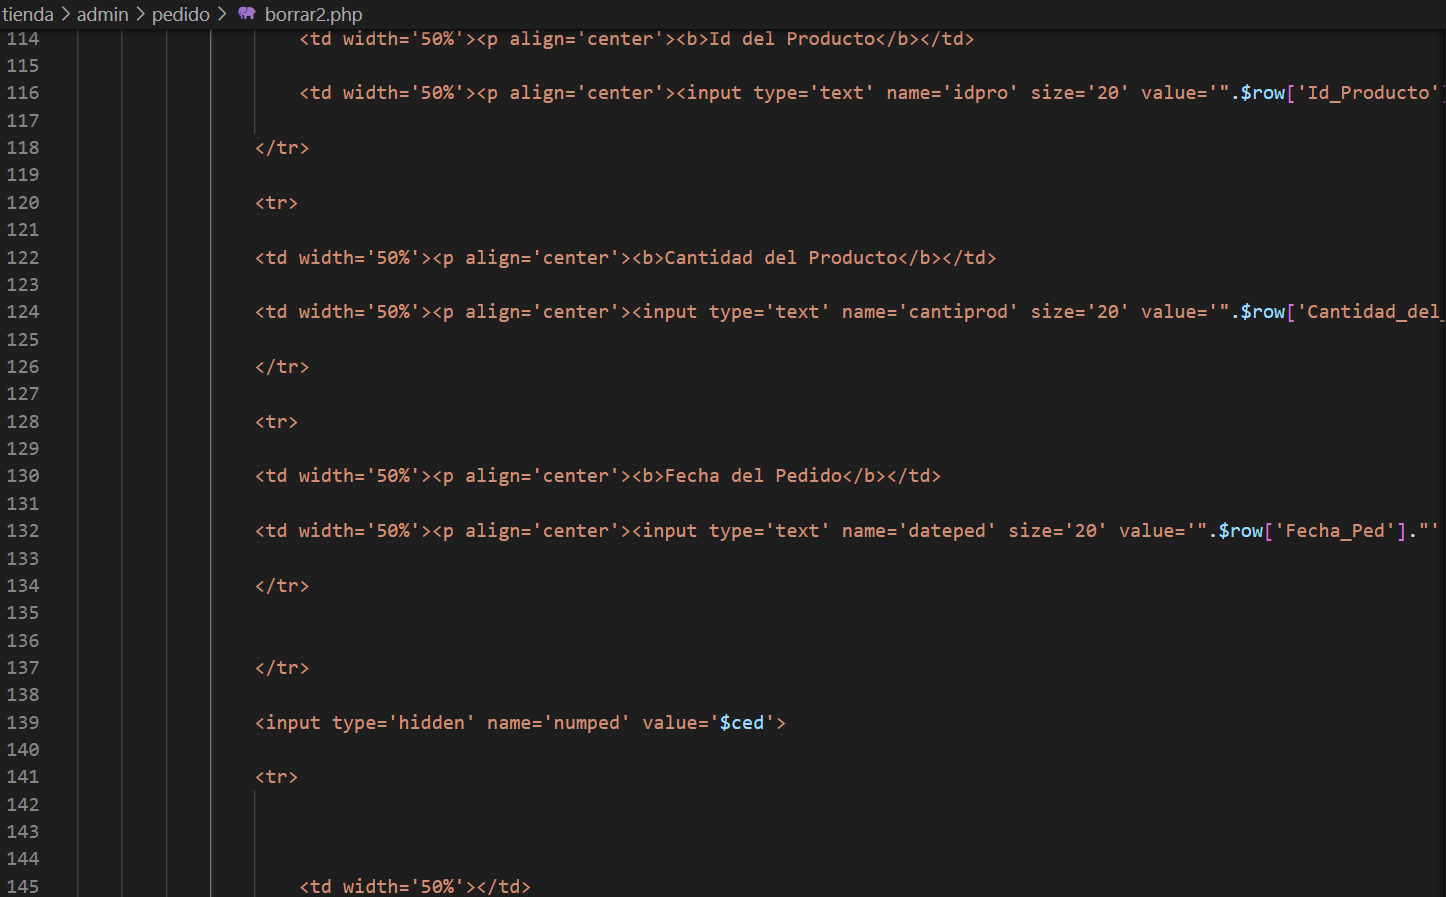 tienda > admin > pedido > borrar2.php
114 <td width='50%'><p align='center'><b>Id del Producto</b></td>
115
116 <td width='50%'><p align='center'><input type='text' name='idpro' size='20' value='".$row['Id_Producto']
117
118 </tr>
119
120 <tr>
121
122 <td width='50%'><p align='center'><b>Cantidad del Producto</b></td>
123
124 <td width='50%'><p align='center'><input type='text' name='cantiprod' size='20' value='".$row['Cantidad_del_
125
126 </tr>
127
128 <tr>
129
130 <td width='50%'><p align='center'><b>Fecha del Pedido</b></td>
131
132 <td width='50%'><p align='center'><input type='text' name='dateped' size='20' value='".$row['Fecha_Ped']."'
133
134 </tr>
135
136
137 </tr>
138
139 <input type='hidden' name='numped' value='$ced'>
140
141 <tr>
142
143
144
145 <td width='50%'></td>